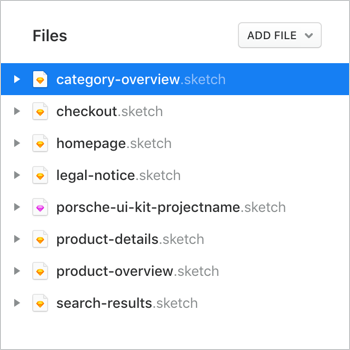 Files
ADD FILE
category-overview.sketch
checkout.sketch
homepage.sketch
legal-notice.sketch
porsche-ui-kit-projectname.sketch
product-details.sketch
product-overview.sketch
search-results.sketch